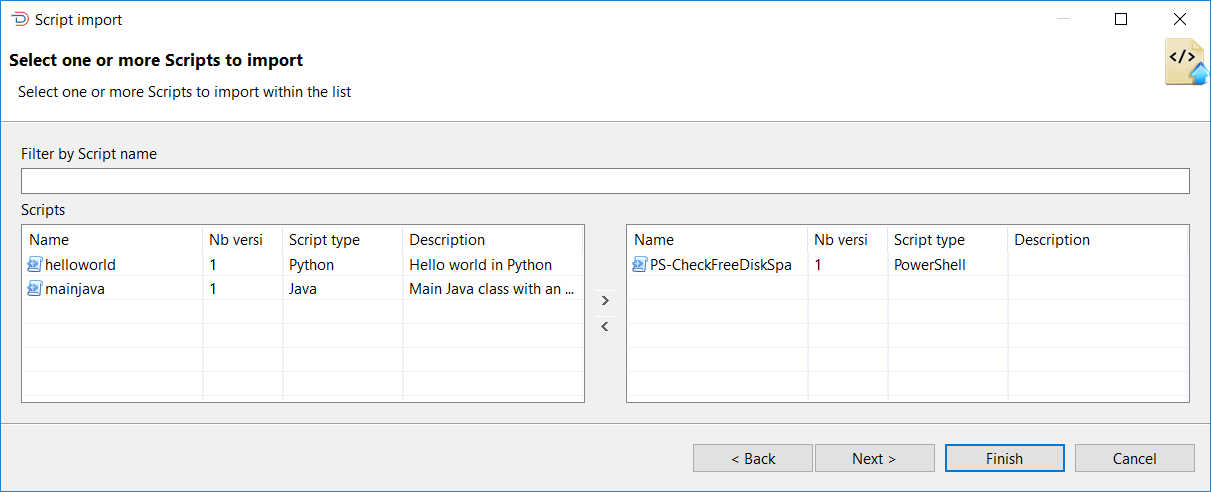 Script import
Select one or more Scripts to import
</>
Select one or more Scripts to import within the list
Filter by Script name
Scripts
Name Nb versi Script type Description
helloworld 1 Python Hello world in Python
mainjava 1 Java Main Java class with an ...
>
<
Name Nb versi Script type Description
PS-CheckFreeDiskSpa 1 PowerShell
< Back
Next >
Finish
Cancel